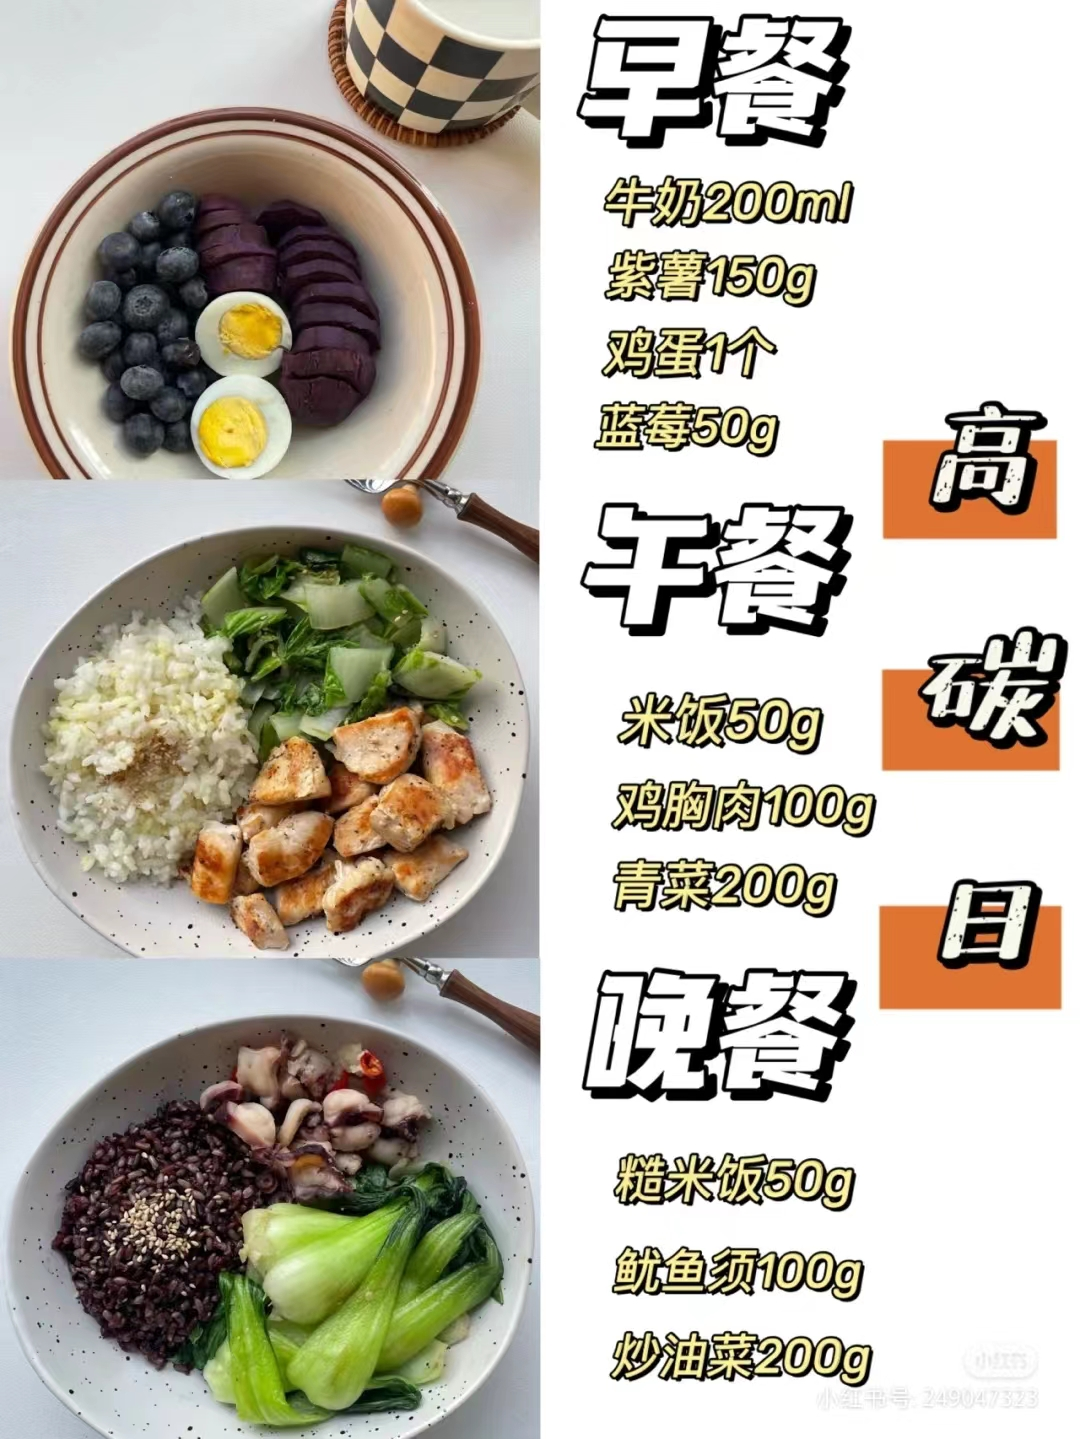 早餐
牛奶200ml
紫薯150g
鸡蛋1个
蓝莓50g
午餐
米饭50g
鸡胸肉100g
青菜200g
晚餐
糙米饭50g
鱿鱼须100g
炒油菜200g
高
碳
日
小红书
小红书号: 249047323